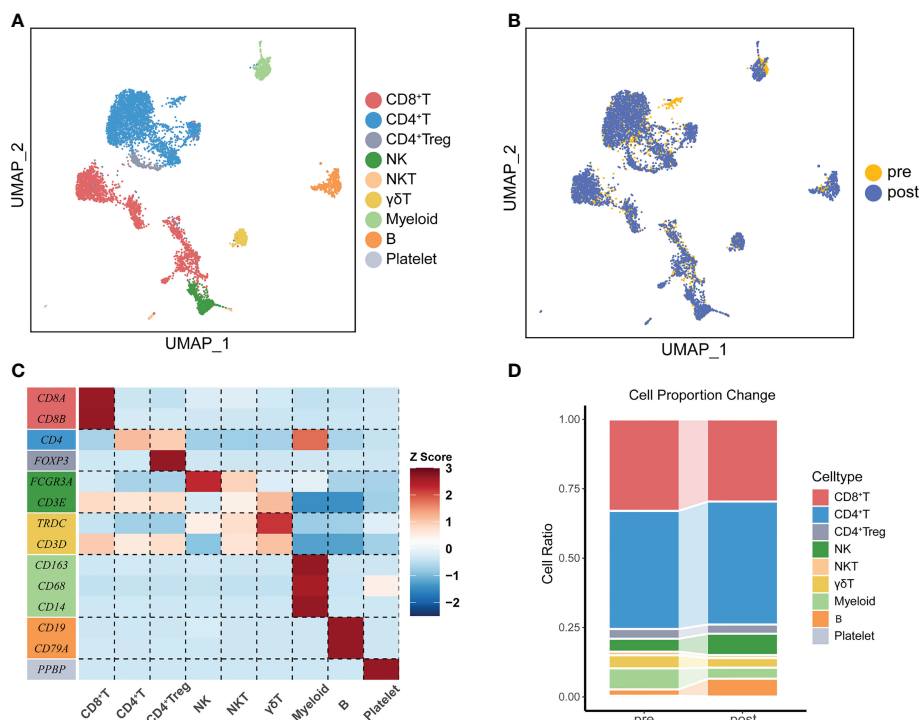 A
UMAP_2
UMAP_1
CD8⁺T
CD4⁺T
CD4⁺Treg
NK
NKT
γδT
Myeloid
B
Platelet
B
UMAP_2
UMAP_1
pre
post
C
CD8A
CD8B
CD4
FOXP3
FCGR3A
CD3E
TRDC
CD3D
CD163
CD68
CD14
CD19
CD79A
PPBP
CD8⁺T
CD4⁺T
CD4⁺Treg
NK
NKT
γδT
Myeloid
B
Platelet
Z Score
3
2
1
0
−1
−2
D
Cell Proportion Change
Cell Ratio
1.00
0.75
0.50
0.25
0.00
pre
post
Celltype
CD8⁺T
CD4⁺T
CD4⁺Treg
NK
NKT
γδT
Myeloid
B
Platelet